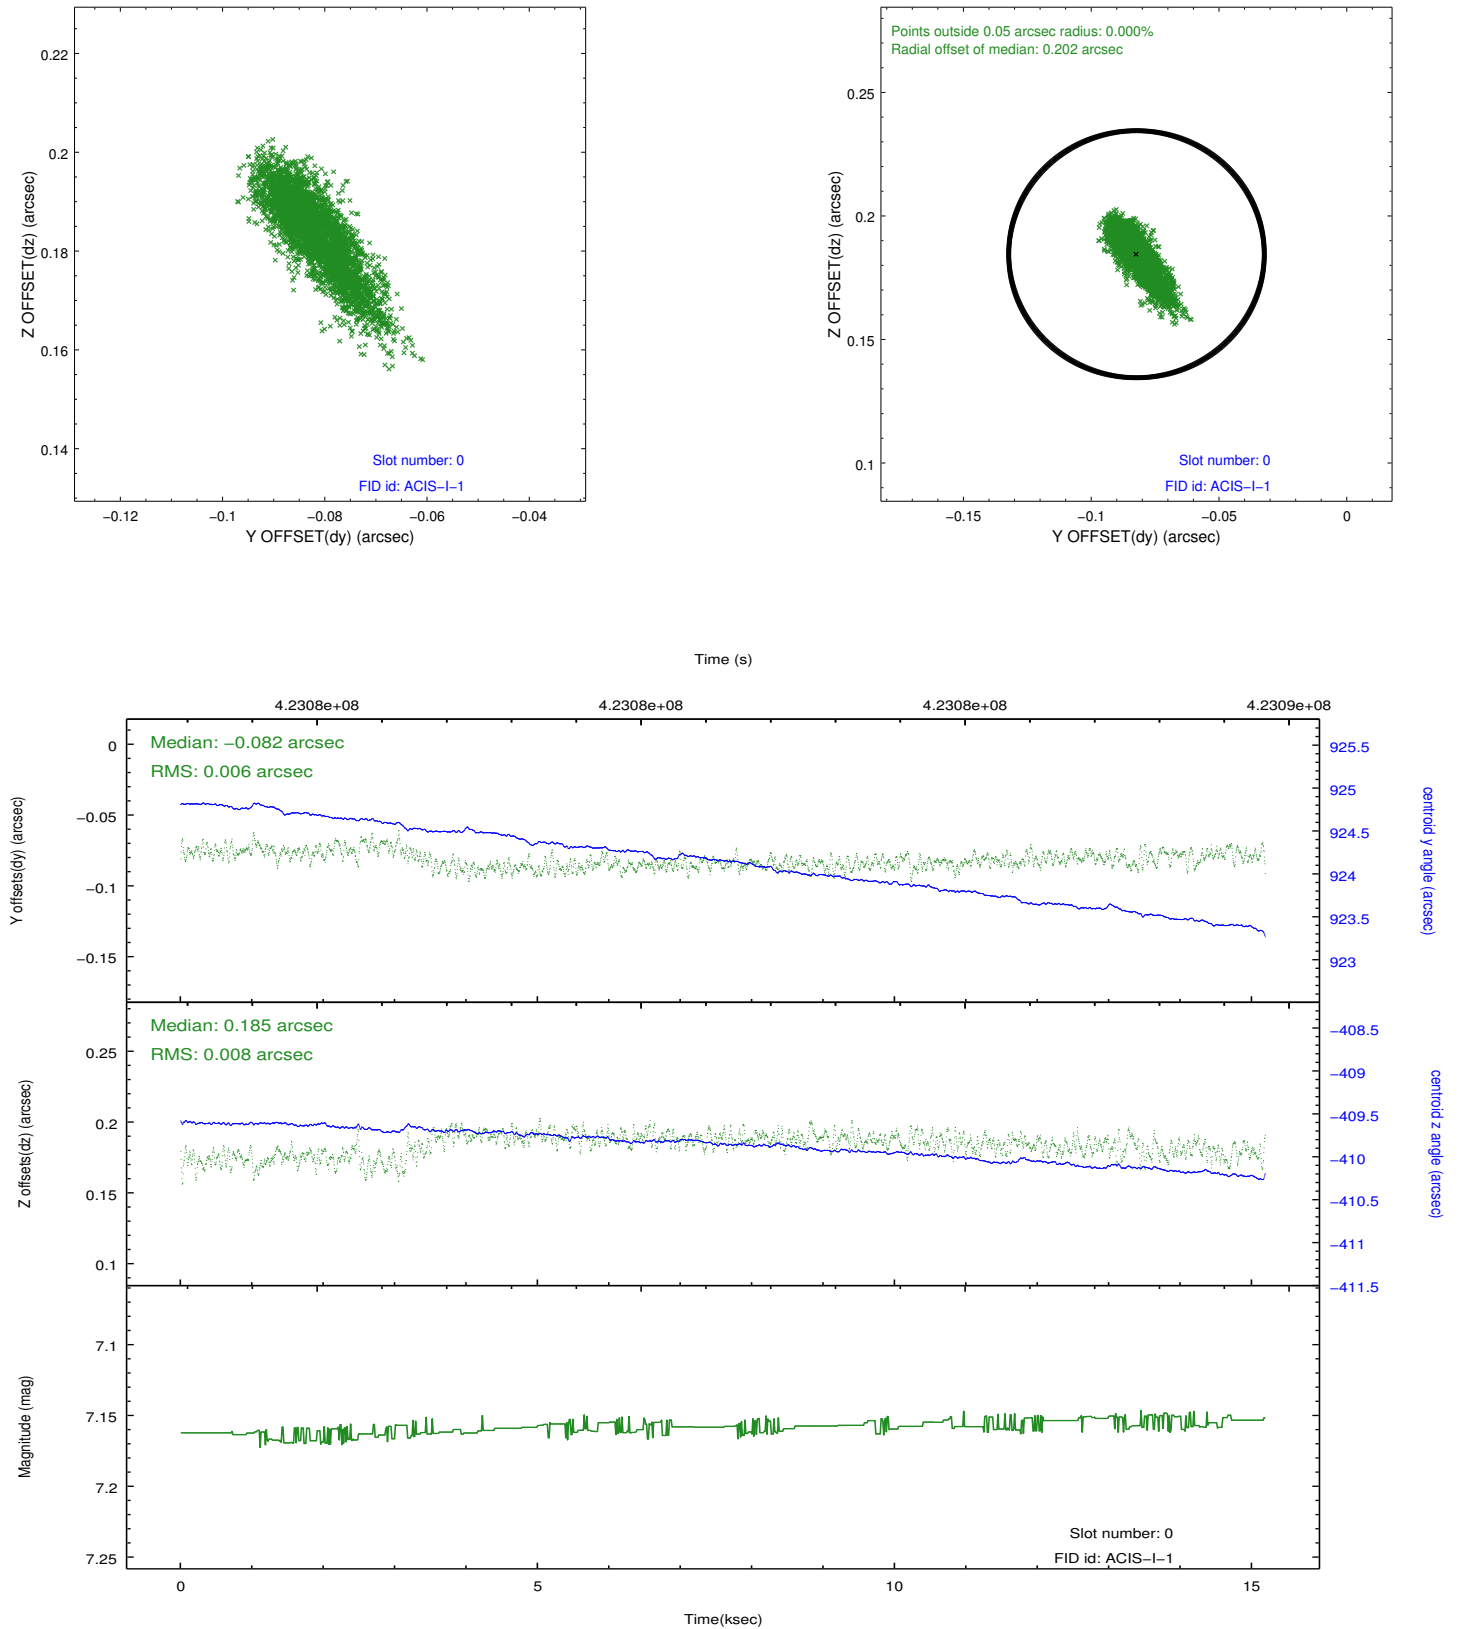 0.22
0.2
0.18
0.16
0.14
Z OFFSET(dz) (arcsec)
Slot number: 0
FID id: ACIS−I−1
−0.12 −0.1 −0.08 −0.06 −0.04
Y OFFSET(dy) (arcsec)
Points outside 0.05 arcsec radius: 0.000%
Radial offset of median: 0.202 arcsec
0.25
0.2
0.15
0.1
Z OFFSET(dz) (arcsec)
Slot number: 0
FID id: ACIS−I−1
−0.15 −0.1 −0.05 0
Y OFFSET(dy) (arcsec)
Time (s)
4.2308e+08 4.2308e+08 4.2308e+08 4.2309e+08
Median: −0.082 arcsec
RMS: 0.006 arcsec
0
−0.05
−0.1
−0.15
Y offsets(dy) (arcsec)
925.5
925
924.5
924
923.5
923
centroid y angle (arcsec)
Median: 0.185 arcsec
RMS: 0.008 arcsec
0.25
0.2
0.15
0.1
Z offsets(dz) (arcsec)
−408.5
−409
−409.5
−410
−410.5
−411
−411.5
centroid z angle (arcsec)
7.1
7.15
7.2
7.25
Magnitude (mag)
Slot number: 0
FID id: ACIS−I−1
0 5 10 15
Time(ksec)